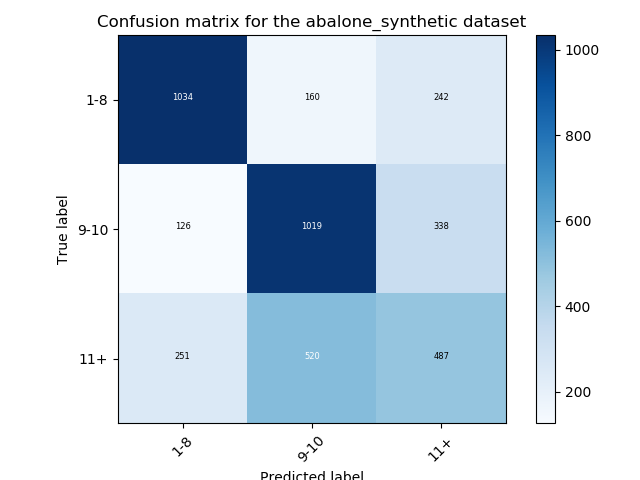 Confusion matrix for the abalone_synthetic dataset
1-8 1034 160 242
9-10 126 1019 338
11+ 251 520 487
True label
1-8 9-10 11+
Predicted label
1000
800
600
400
200